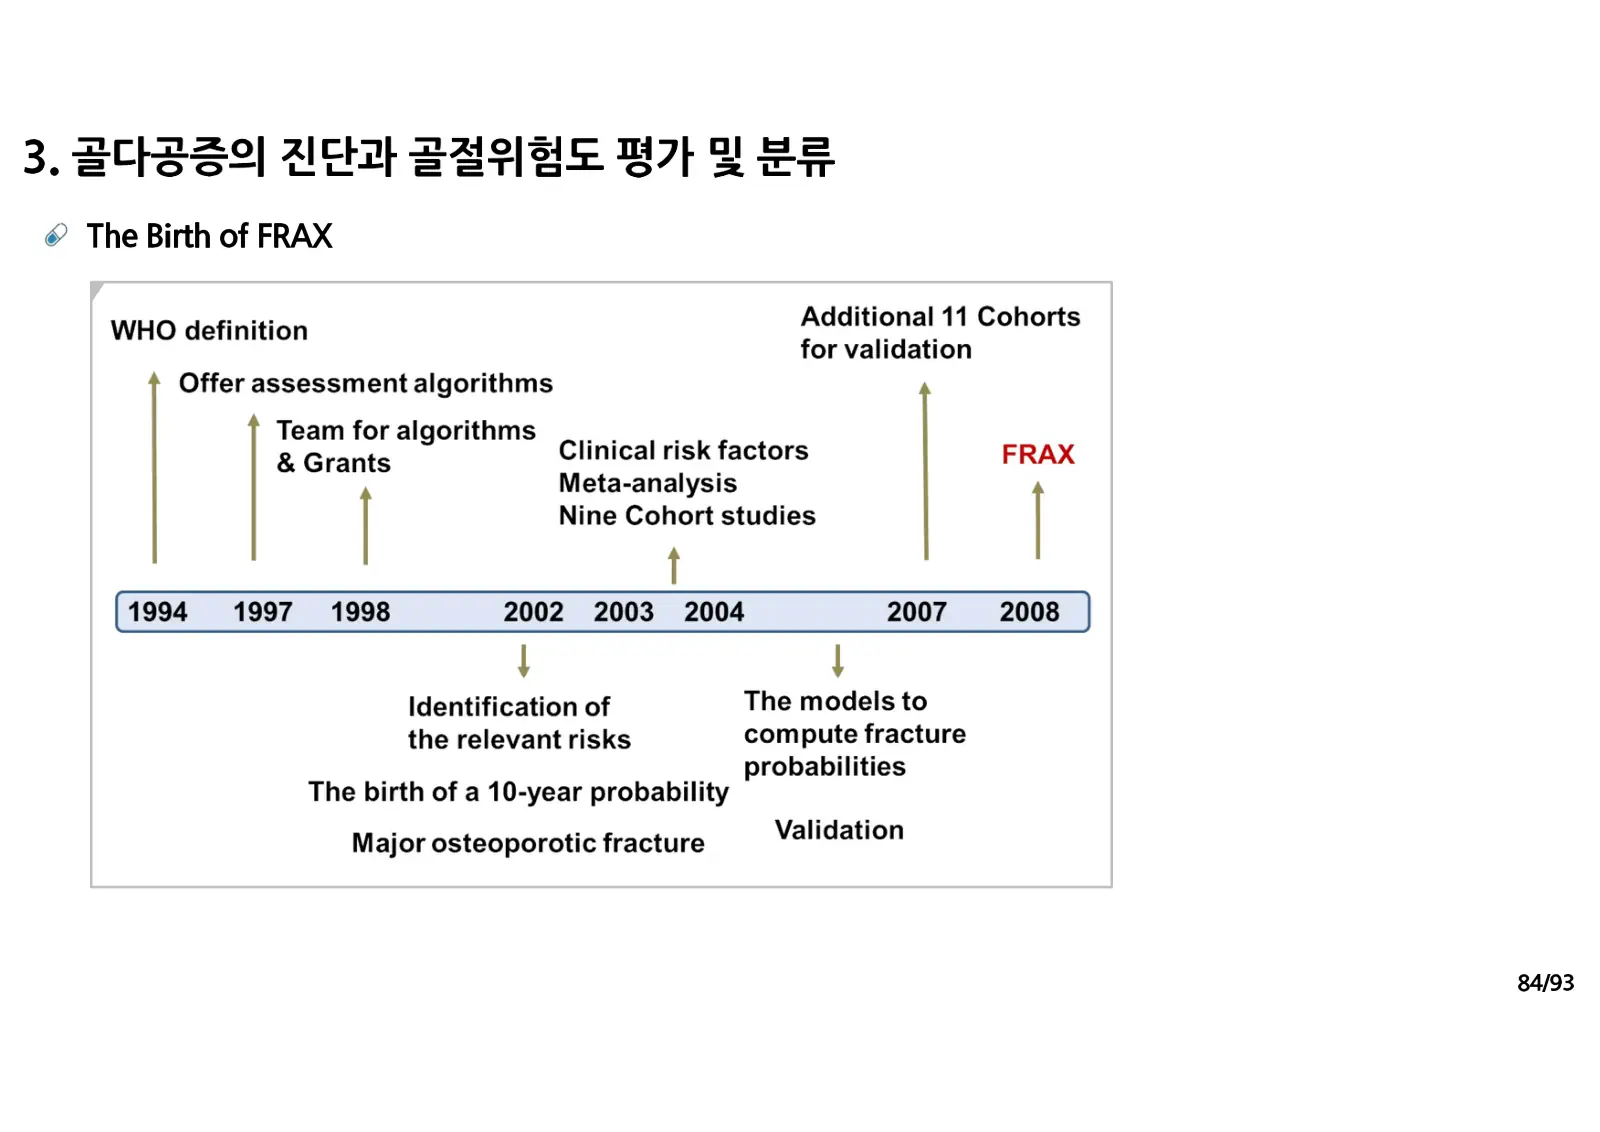 3. 골다공증의 진단과 골절위험도 평가 및 분류
The Birth of FRAX
WHO definition
Offer assessment algorithms
Team for algorithms
& Grants
Clinical risk factors
Meta-analysis
Nine Cohort studies
Additional 11 Cohorts
for validation
FRAX
1994 1997 1998 2002 2003 2004 2007 2008
Identification of
the relevant risks
The birth of a 10-year probability
Major osteoporotic fracture
The models to
compute fracture
probabilities
Validation
84/93